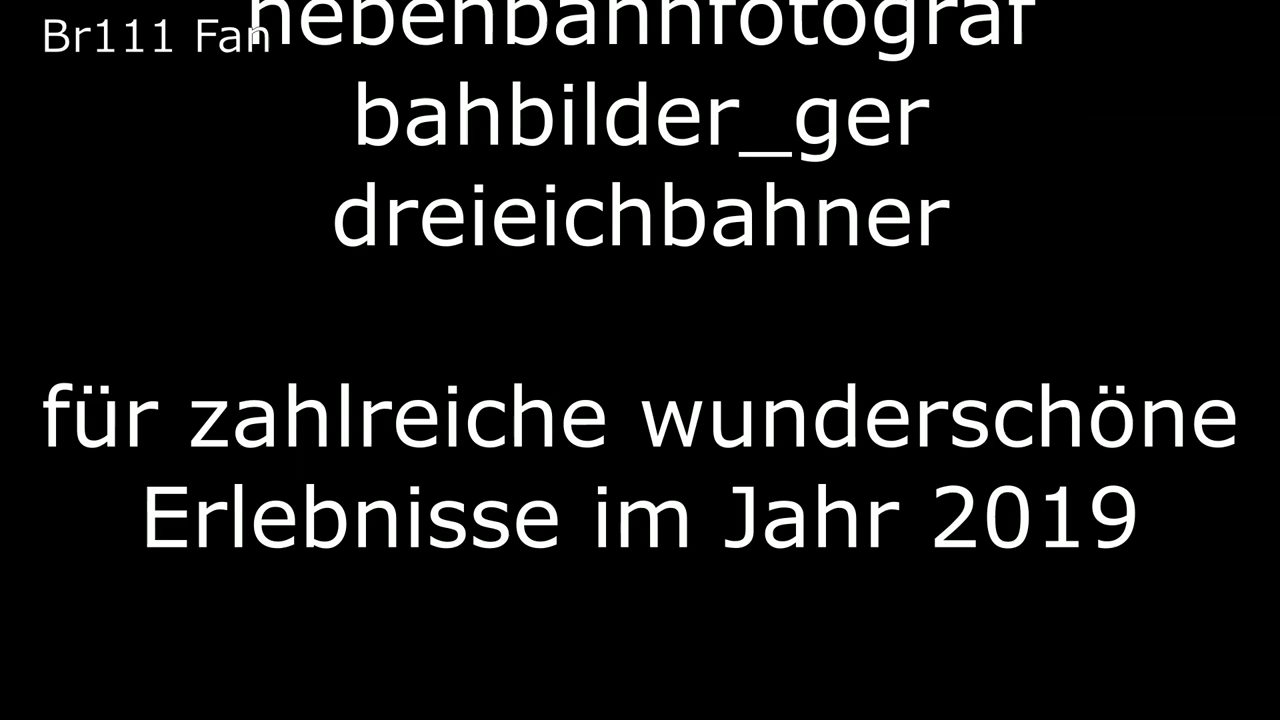 Br111 Fan
nebenbahnfotograf
bahbilder_ger
dreieichbahner
für zahlreiche wunderschöne
Erlebnisse im Jahr 2019